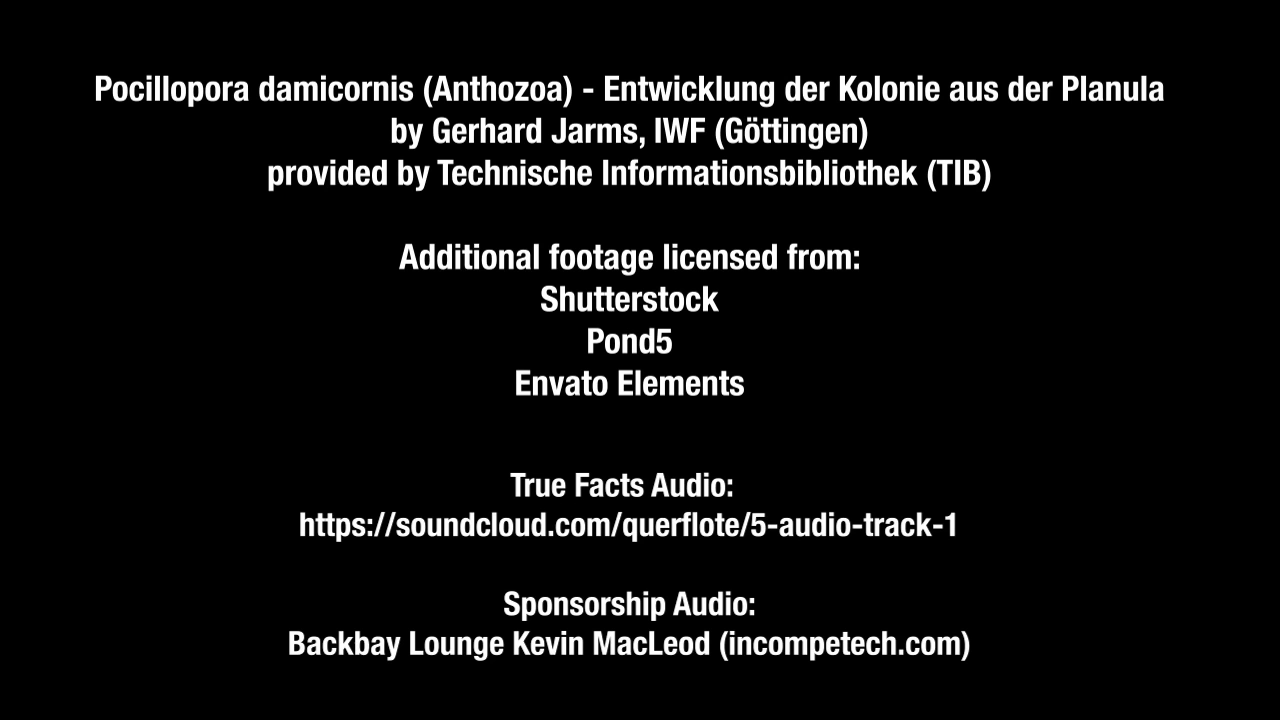 Pocillopora damicornis (Anthozoa) - Entwicklung der Kolonie aus der Planula
by Gerhard Jarms, IWF (Göttingen)
provided by Technische Informationsbibliothek (TIB)
Additional footage licensed from:
Shutterstock
Pond5
Envato Elements
True Facts Audio:
https://soundcloud.com/querflote/5-audio-track-1
Sponsorship Audio:
Backbay Lounge Kevin MacLeod (incompetech.com)